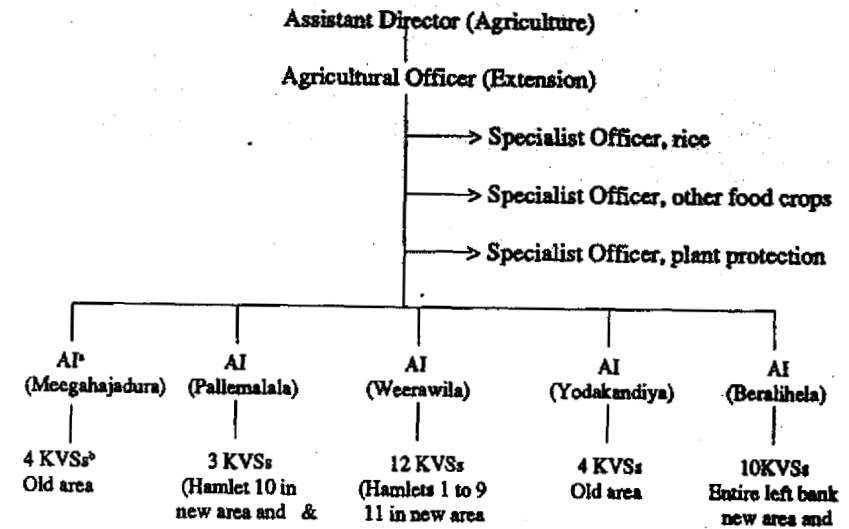 Assistant Director (Agriculture)
Agricultural Officer (Extension)
Specialist Officer, rice
Specialist Officer, other food crops
Specialist Officer, plant protection
AIᵃ
(Meegahajadura)
4 KVSsᵇ
Old area
AI
(Pallemalala)
3 KVSs
(Hamlet 10 in
new area and &
AI
(Weerawila)
12 KVSs
(Hamlets 1 to 9
11 in new area
AI
(Yodakandiya)
4 KVSs
Old area
AI
(Beralihela)
10KVSs
Entire left bank
new area and